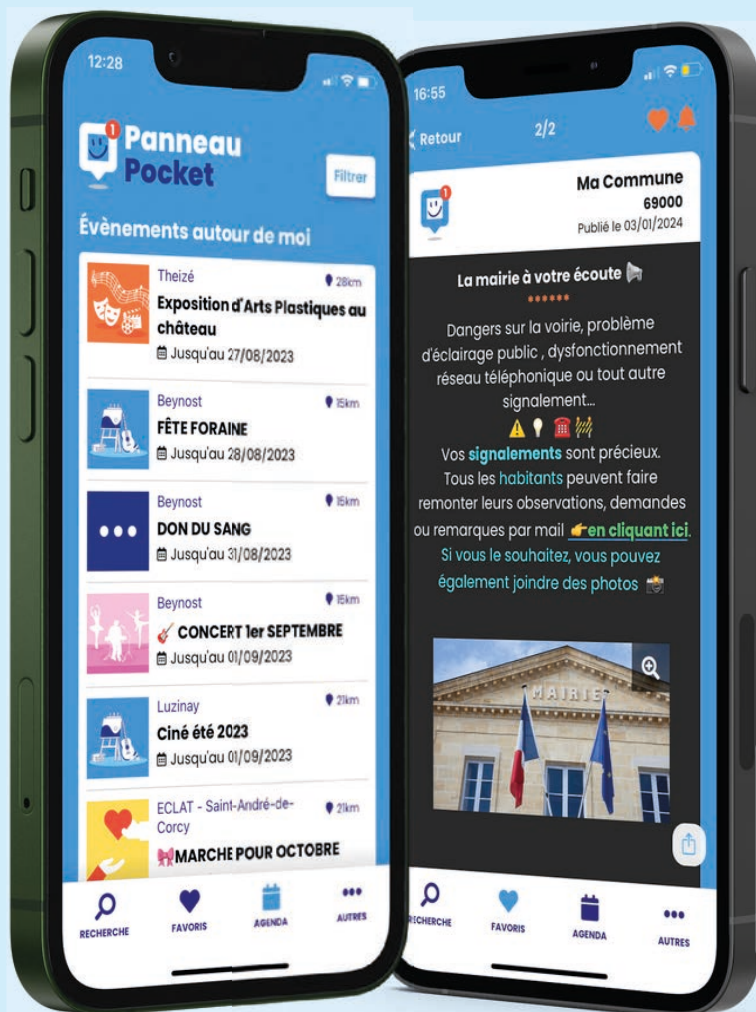 12:28
1
Panneau
Pocket
Filtrer
Évènements autour de moi
Theizé
28km
Exposition d'Arts Plastiques au
château
Jusqu'au 27/08/2023
Beynost
15km
FÊTE FORAINE
Jusqu'au 28/08/2023
Beynost
15km
DON DU SANG
Jusqu'au 31/08/2023
Beynost
15km
CONCERT 1er SEPTEMBRE
Jusqu'au 01/09/2023
Luzinay
21km
Ciné été 2023
Jusqu'au 01/09/2023
ECLAT - Saint-André-de-
Corcy
21km
MARCHE POUR OCTOBRE
RECHERCHE
FAVORIS
AGENDA
AUTRES
16:55
Retour
2/2
1
Ma Commune
69000
Publié le 03/01/2024
La mairie à votre écoute
******
Dangers sur la voirie, problème
d'éclairage public , dysfonctionnement
réseau téléphonique ou tout autre
signalement...
Vos signalements sont précieux.
Tous les habitants peuvent faire
remonter leurs observations, demandes
ou remarques par mail en cliquant ici.
Si vous le souhaitez, vous pouvez
également joindre des photos
MAIRIE
RECHERCHE
FAVORIS
AGENDA
AUTRES